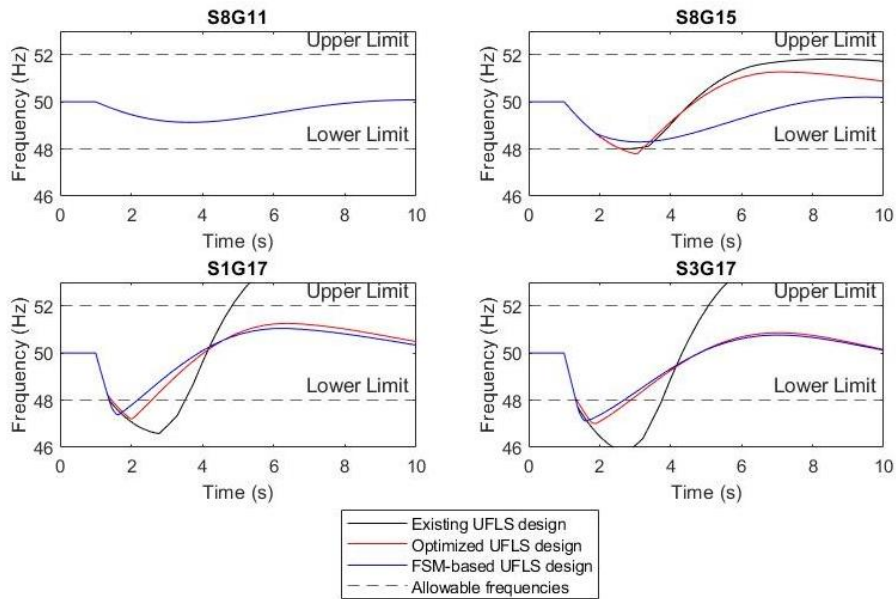 S8G11
S8G15
52
Upper Limit
50
48
Lower Limit
46
0 2 4 6 8 10
Frequency (Hz)
Time (s)
52
Upper Limit
50
48
Lower Limit
46
0 2 4 6 8 10
Frequency (Hz)
Time (s)
S1G17
S3G17
52
Upper Limit
50
48
Lower Limit
46
0 2 4 6 8 10
Frequency (Hz)
Time (s)
52
Upper Limit
50
48
Lower Limit
46
0 2 4 6 8 10
Frequency (Hz)
Time (s)
Existing UFLS design
Optimized UFLS design
FSM-based UFLS design
Allowable frequencies